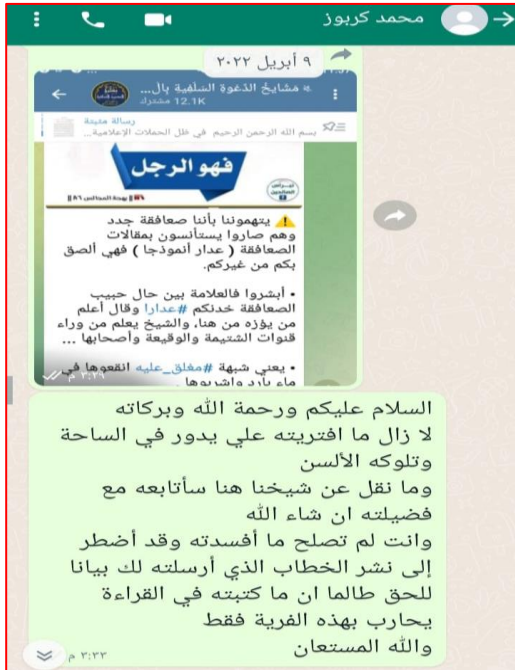 محمد كربوز
٩ أبريل ٢٠٢٢
مشايخ الدعوة السلفية بال...
12.1K مشترك
رسالة مثبتة
بسم الله الرحمن الرحيم في ظل الحملات الإعلامية...
فهو الرجل
يتهموننا بأننا صعافقة جدد
وهم صاروا يستأنسون بمقالات
الصعافقة ( عدار أنموذجا ) فهي ألصق
بكم من غيركم.
• أبشروا فالعلامة بين حال حبيب
الصعافقة خدنكم #عدارا وقال أعلم
من يؤزه من هنا، والشيخ يعلم من وراء
قنوات الشتيمة والوقيعة وأصحابها ...
• يعني شبهة #مغلق_عليه انقعوها في
ماء بارد واشربوها
٣:٢٩ م
السلام عليكم ورحمة الله وبركاته
لا زال ما افتريته علي يدور في الساحة
وتلوكه الألسن
وما نقل عن شيخنا هنا سأتابعه مع
فضيلته ان شاء الله
وانت لم تصلح ما أفسدته وقد أضطر
إلى نشر الخطاب الذي أرسلته لك بيانا
للحق طالما ان ما كتبته في القراءة
يحارب بهذه الفرية فقط
والله المستعان
٣:٣٣ م